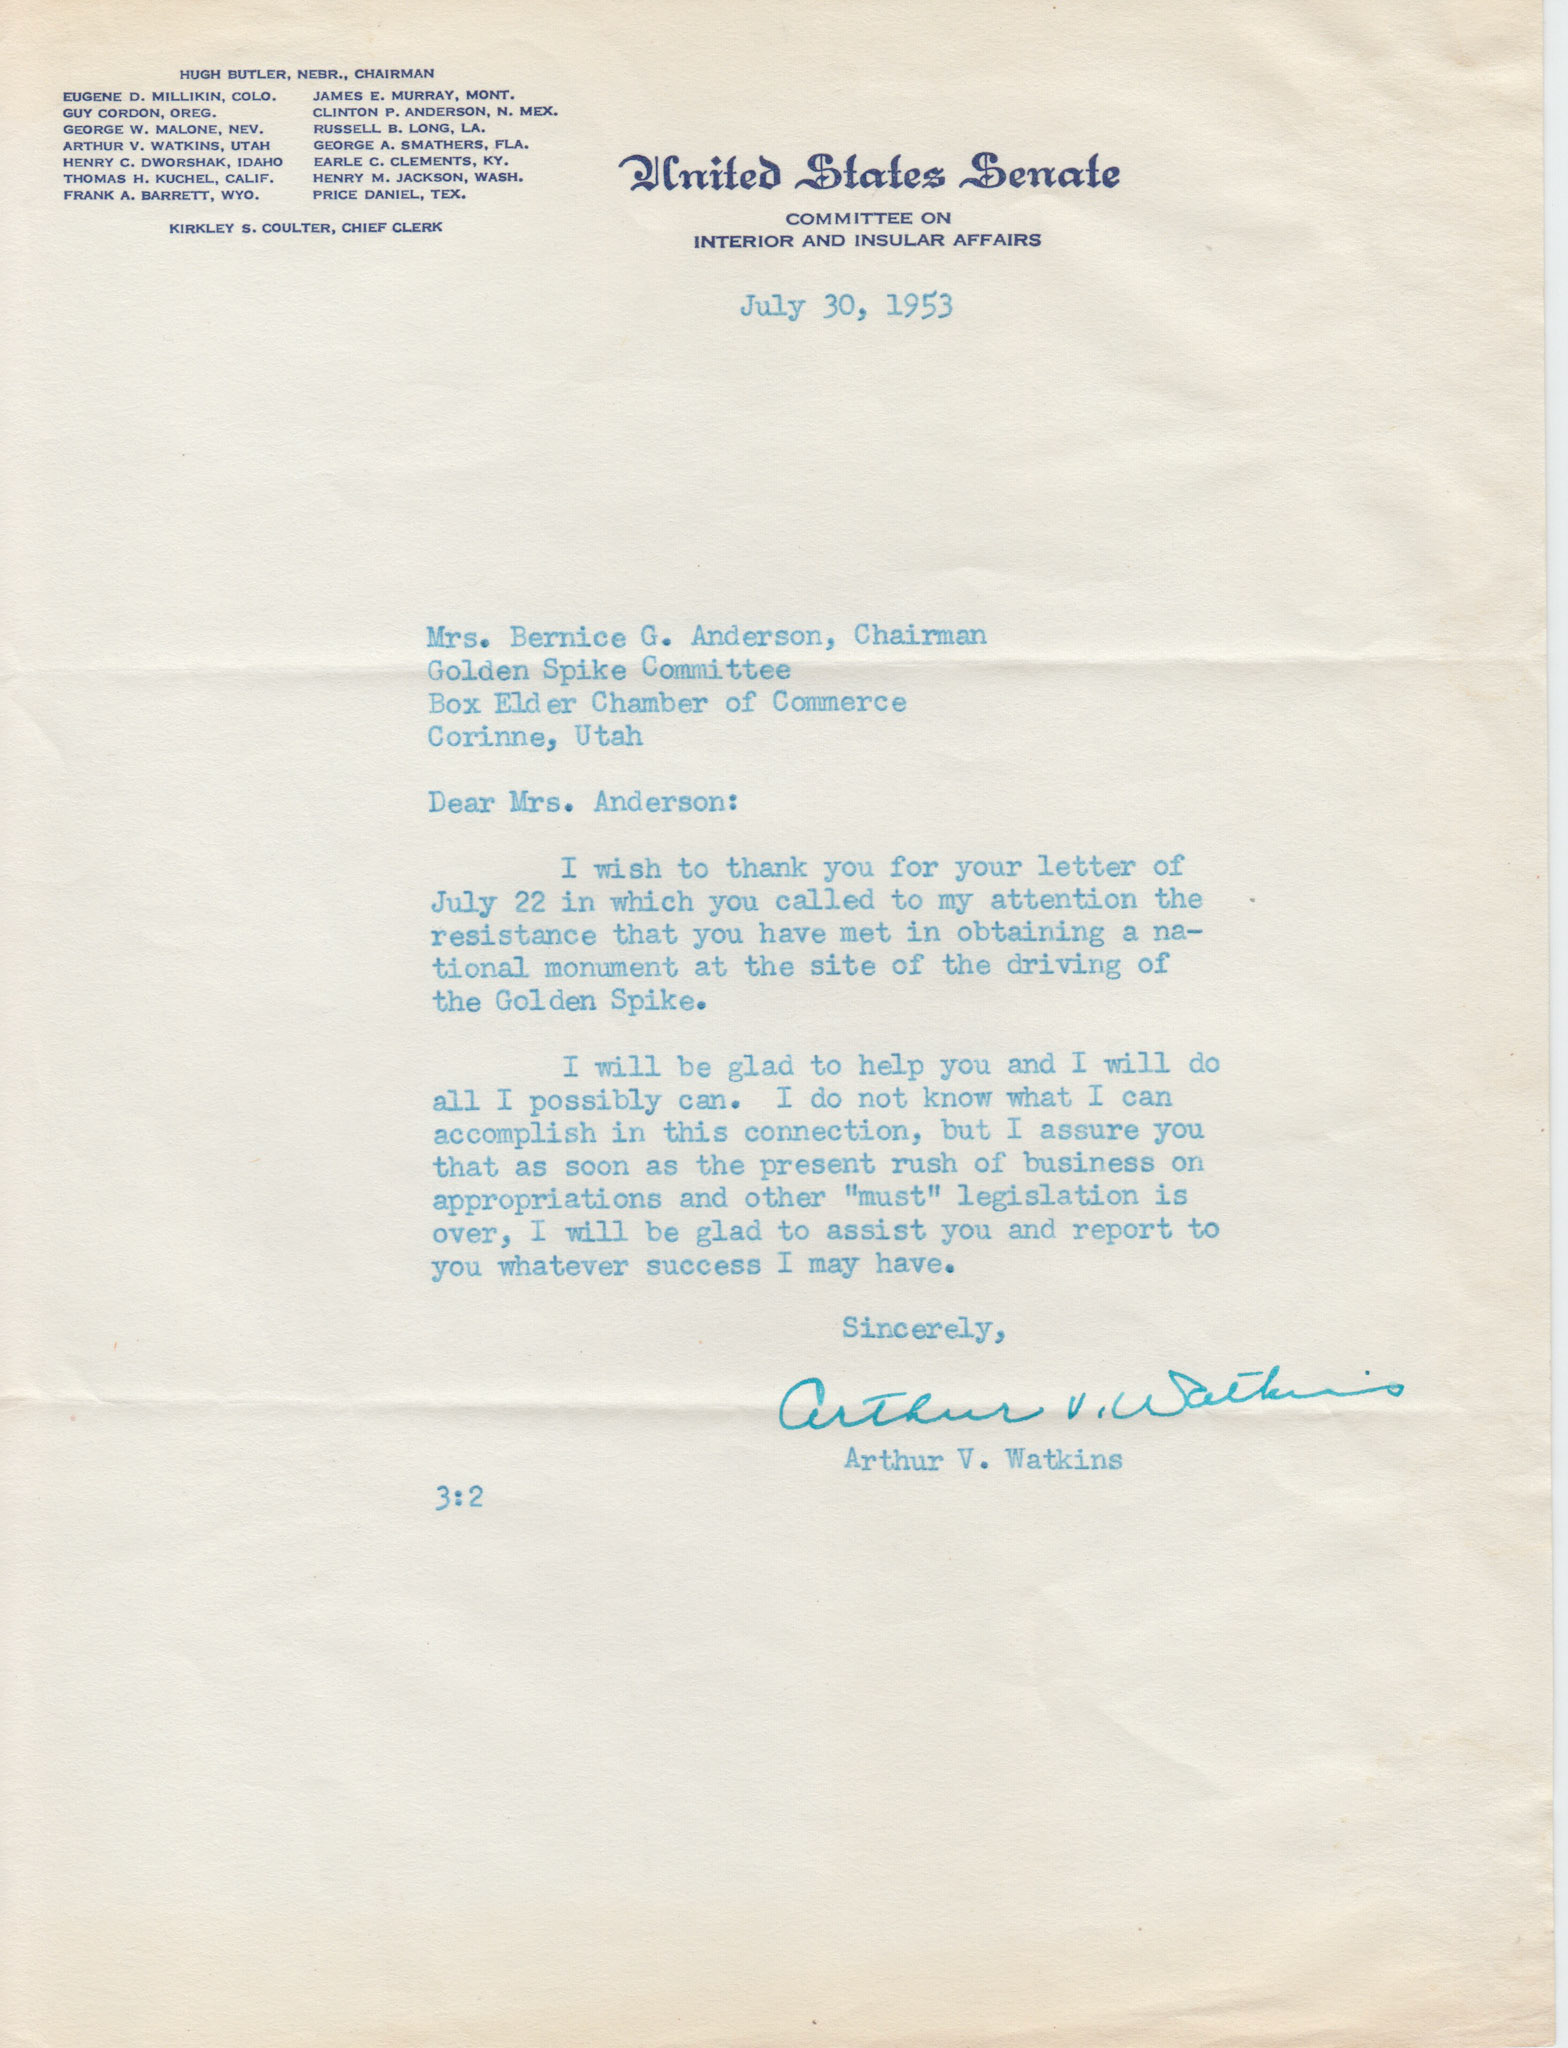 HUGH BUTLER, NEBR., CHAIRMAN
EUGENE D. MILLIKIN, COLO.
GUY CORDON, OREG.
GEORGE W. MALONE, NEV.
ARTHUR V. WATKINS, UTAH
HENRY C. DWORSHAK, IDAHO
THOMAS H. KUCHEL, CALIF.
FRANK A. BARRETT, WYO.
JAMES E. MURRAY, MONT.
CLINTON P. ANDERSON, N. MEX.
RUSSELL B. LONG, LA.
GEORGE A. SMATHERS, FLA.
EARLE C. CLEMENTS, KY.
HENRY M. JACKSON, WASH.
PRICE DANIEL, TEX.
KIRKLEY S. COULTER, CHIEF CLERK
United States Senate
COMMITTEE ON
INTERIOR AND INSULAR AFFAIRS
July 30, 1953
Mrs. Bernice G. Anderson, Chairman
Golden Spike Committee
Box Elder Chamber of Commerce
Corinne, Utah
Dear Mrs. Anderson:
I wish to thank you for your letter of
July 22 in which you called to my attention the
resistance that you have met in obtaining a na-
tional monument at the site of the driving of
the Golden Spike.
I will be glad to help you and I will do
all I possibly can. I do not know what I can
accomplish in this connection, but I assure you
that as soon as the present rush of business on
appropriations and other "must" legislation is
over, I will be glad to assist you and report to
you whatever success I may have.
Sincerely,
Arthur V. Watkins
Arthur V. Watkins
3:2